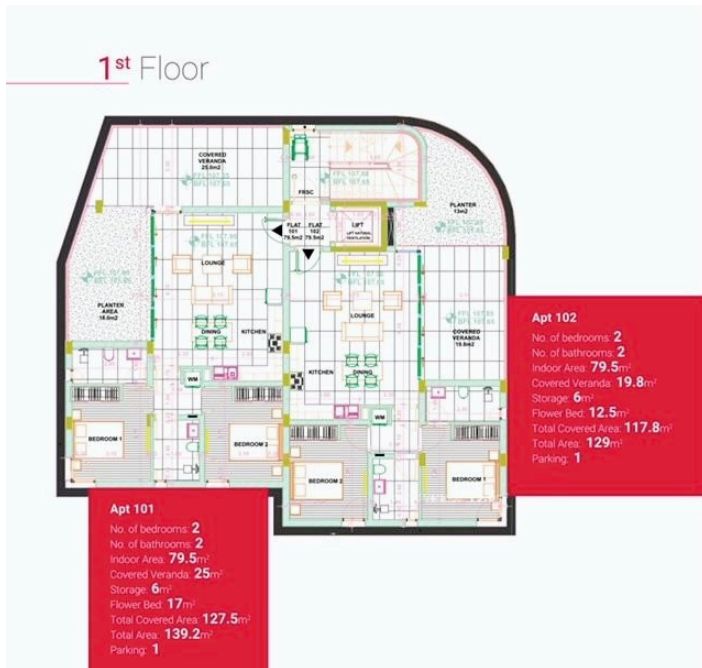 1st Floor
COVERED
VERANDA
25.0m2
FRSC
PLANTER
13m2
FLAT
101
79.5m2
FLAT
102
79.5m2
LIFT
LOUNGE
PLANTER
AREA
LOUNGE
DINING
KITCHEN
COVERED
VERANDA
19.8m2
KITCHEN
DINING
WM
WM
BEDROOM 1
BEDROOM 2
BEDROOM 2
BEDROOM 1
Apt 102
No. of bedrooms: 2
No. of bathrooms: 2
Indoor Area: 79.5m²
Covered Veranda: 19.8m²
Storage: 6m²
Flower Bed: 12.5m²
Total Covered Area: 117.8m²
Total Area: 129m²
Parking: 1
Apt 101
No. of bedrooms: 2
No. of bathrooms: 2
Indoor Area: 79.5m²
Covered Veranda: 25m²
Storage: 6m²
Flower Bed: 17m²
Total Covered Area: 127.5m²
Total Area: 139.2m²
Parking: 1